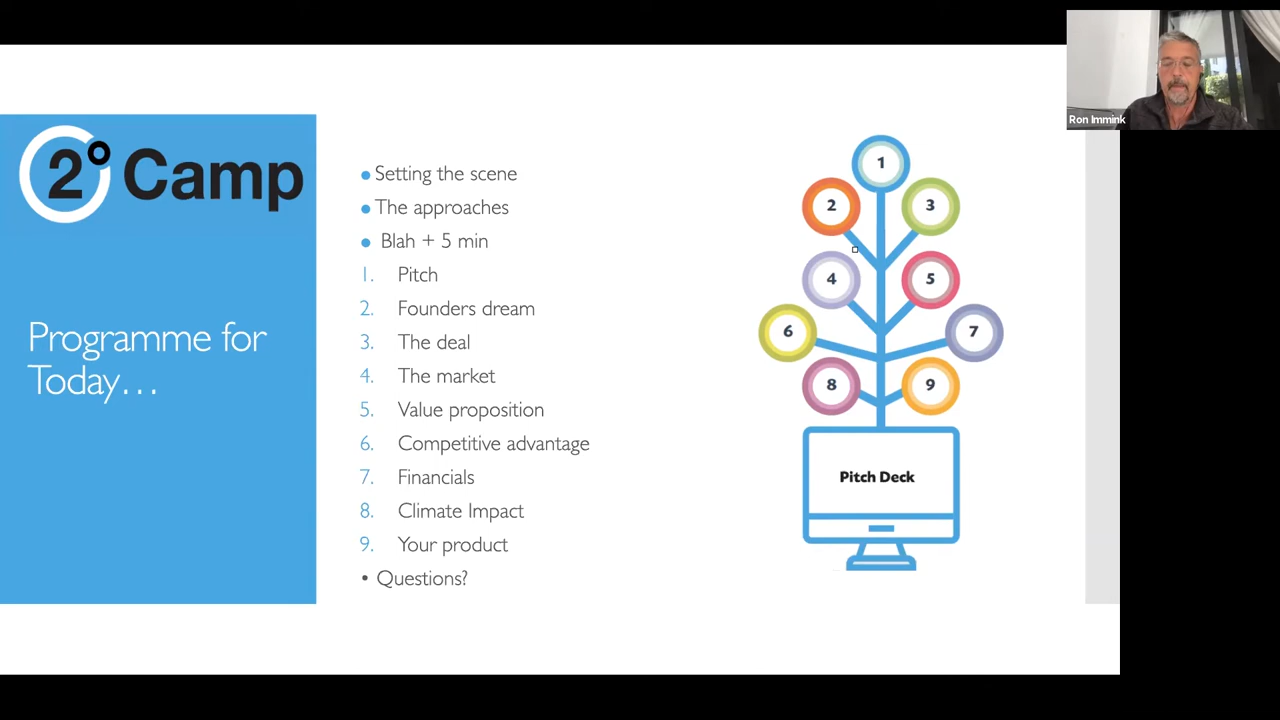 Ron Immink
2° Camp
Programme for
Today…
• Setting the scene
• The approaches
• Blah + 5 min
1. Pitch
2. Founders dream
3. The deal
4. The market
5. Value proposition
6. Competitive advantage
7. Financials
8. Climate Impact
9. Your product
• Questions?
1
2
3
4
5
6
7
8
9
Pitch Deck